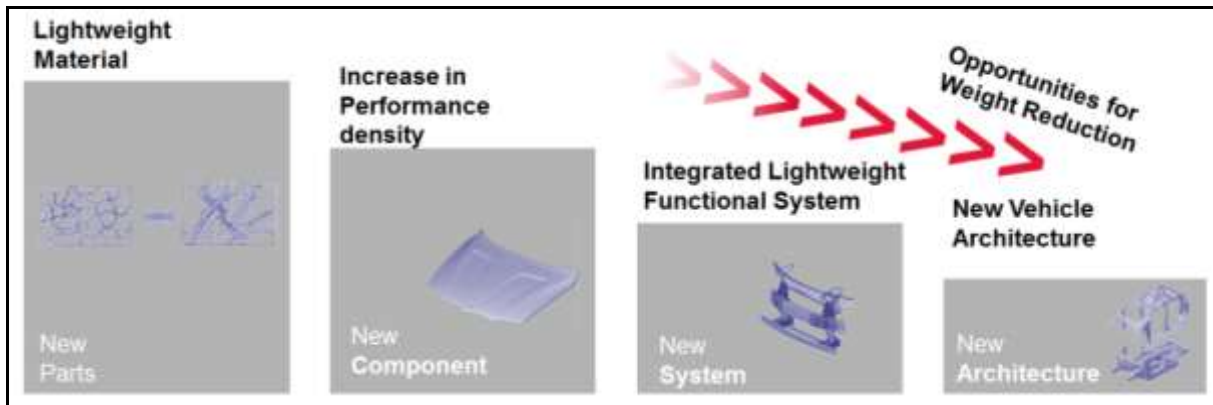 Lightweight
Material
New
Parts
Increase in
Performance
density
New
Component
Integrated Lightweight
Functional System
New
System
Opportunities for
Weight Reduction
New Vehicle
Architecture
New
Architecture